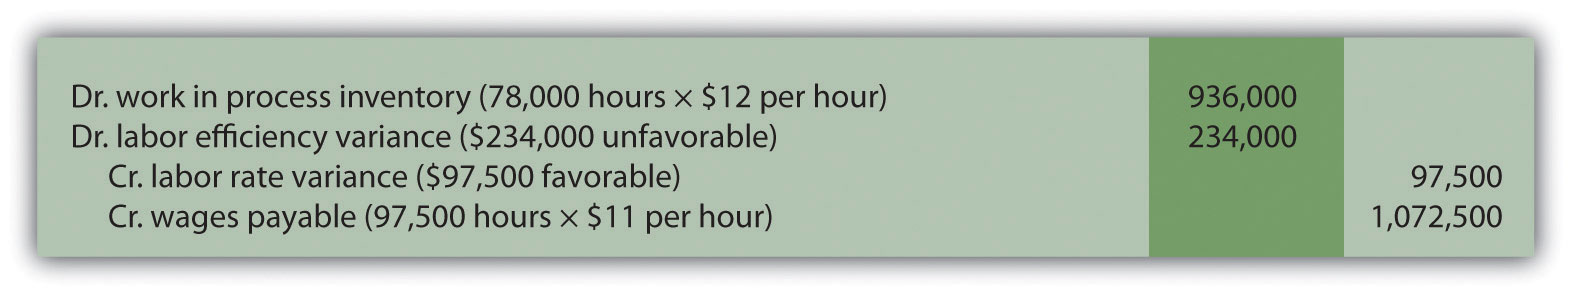 Dr. work in process inventory (78,000 hours × $12 per hour) 936,000
Dr. labor efficiency variance ($234,000 unfavorable) 234,000
Cr. labor rate variance ($97,500 favorable) 97,500
Cr. wages payable (97,500 hours × $11 per hour) 1,072,500